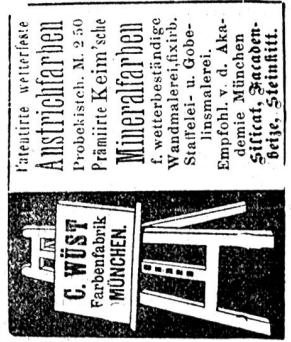 C. WÜST
Farbenfabrik
MÜNCHEN.
Patentirte wetterfeste
Anstrichfarben
Probekistch. M. 2 50
Prämiirte Keim'sche
Mineralfarben
f. wetterbeständige
Wandmalerei, fixirb.
Staffelei- u. Gobe-
linsmalerei,
Empfohl. v. d. Aka-
demie München
Silicat, Facaden-
beize, Steinkitt.